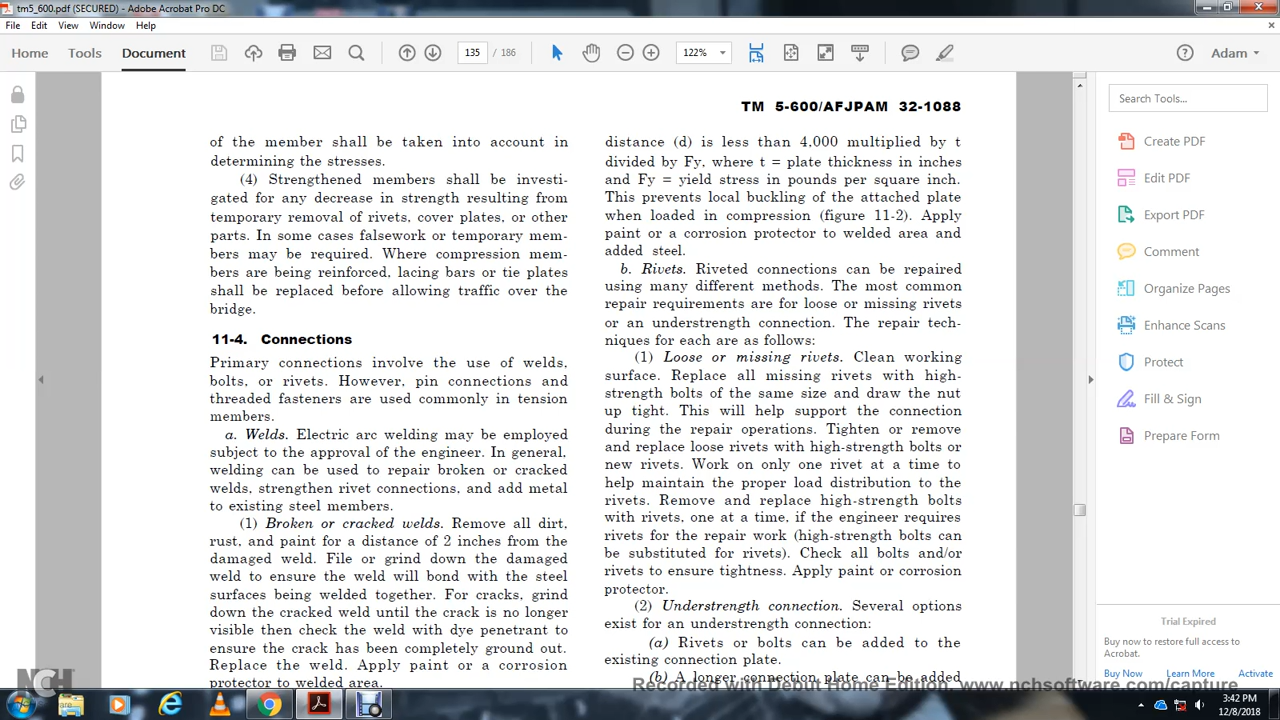 tm5_600.pdf (SECURED) - Adobe Acrobat Pro DC
File Edit View Window Help
Home Tools Document 135 / 186 122% Adam
TM 5-600/AFJPAM 32-1088
of the member shall be taken into account in
determining the stresses.
(4) Strengthened members shall be investi-
gated for any decrease in strength resulting from
temporary removal of rivets, cover plates, or other
parts. In some cases falsework or temporary mem-
bers may be required. Where compression mem-
bers are being reinforced, lacing bars or tie plates
shall be replaced before allowing traffic over the
bridge.
11-4. Connections
Primary connections involve the use of welds,
bolts, or rivets. However, pin connections and
threaded fasteners are used commonly in tension
members.
a. Welds. Electric arc welding may be employed
subject to the approval of the engineer. In general,
welding can be used to repair broken or cracked
welds, strengthen rivet connections, and add metal
to existing steel members.
(1) Broken or cracked welds. Remove all dirt,
rust, and paint for a distance of 2 inches from the
damaged weld. File or grind down the damaged
weld to ensure the weld will bond with the steel
surfaces being welded together. For cracks, grind
down the cracked weld until the crack is no longer
visible then check the weld with dye penetrant to
ensure the crack has been completely ground out.
Replace the weld. Apply paint or a corrosion
protector to welded area.
distance (d) is less than 4.000 multiplied by t
divided by Fy, where t = plate thickness in inches
and Fy = yield stress in pounds per square inch.
This prevents local buckling of the attached plate
when loaded in compression (figure 11-2). Apply
paint or a corrosion protector to welded area and
added steel.
b. Rivets. Riveted connections can be repaired
using many different methods. The most common
repair requirements are for loose or missing rivets
or an understrength connection. The repair tech-
niques for each are as follows:
(1) Loose or missing rivets. Clean working
surface. Replace all missing rivets with high-
strength bolts of the same size and draw the nut
up tight. This will help support the connection
during the repair operations. Tighten or remove
and replace loose rivets with high-strength bolts or
new rivets. Work on only one rivet at a time to
help maintain the proper load distribution to the
rivets. Remove and replace high-strength bolts
with rivets, one at a time, if the engineer requires
rivets for the repair work (high-strength bolts can
be substituted for rivets). Check all bolts and/or
rivets to ensure tightness. Apply paint or corrosion
protector.
(2) Understrength connection. Several options
exist for an understrength connection:
(a) Rivets or bolts can be added to the
existing connection plate.
(b) A longer connection plate can be added
Search Tools...
Create PDF
Edit PDF
Export PDF
Comment
Organize Pages
Enhance Scans
Protect
Fill & Sign
Prepare Form
Trial Expired
Buy now to restore full access to
Acrobat.
Buy Now Learn More Activate
NCH
Recorded with Debut Home Edition. www.nchsoftware.com/capture
3:42 PM
12/8/2018